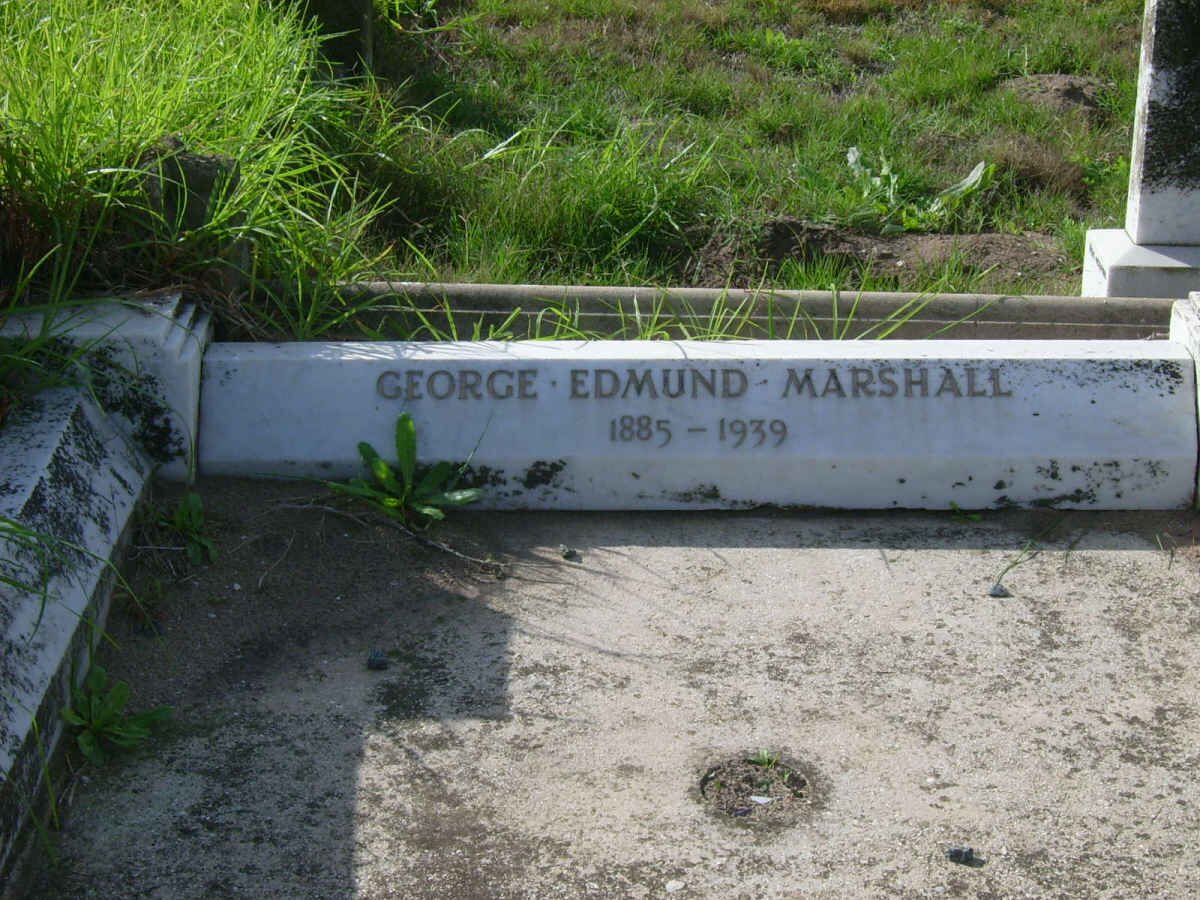 GEORGE · EDMUND · MARSHALL
1885 – 1939